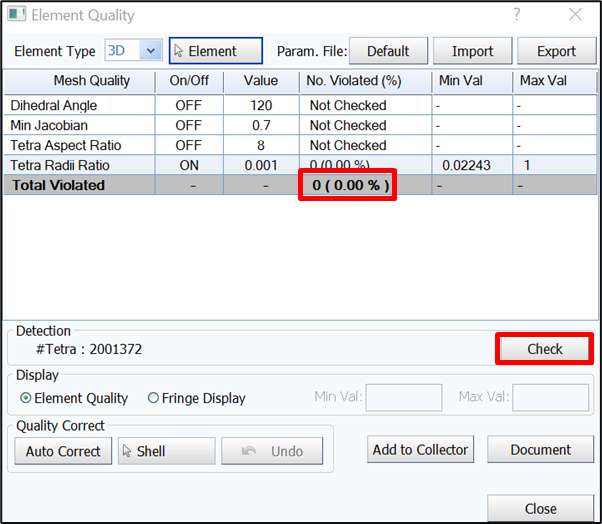 Element Quality ?
Element Type 3D Element Param. File: Default Import Export
Mesh Quality On/Off Value No. Violated (%) Min Val Max Val
Dihedral Angle OFF 120 Not Checked - -
Min Jacobian OFF 0.7 Not Checked - -
Tetra Aspect Ratio OFF 8 Not Checked - -
Tetra Radii Ratio ON 0.001 0 (0.00 %) 0.02243 1
Total Violated - - 0 ( 0.00 % ) - -
Detection
#Tetra : 2001372 Check
Display
Element Quality Fringe Display Min Val: Max Val:
Quality Correct
Auto Correct Shell Undo Add to Collector Document
Close